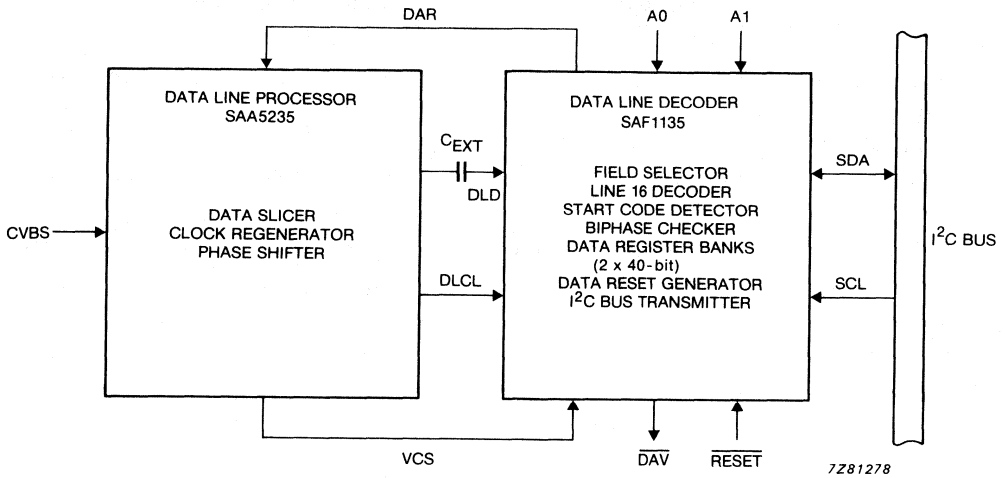 DAR
A0
A1
DATA LINE PROCESSOR
SAA5235
DATA LINE DECODER
SAF1135
C_EXT
DLD
FIELD SELECTOR
LINE 16 DECODER
START CODE DETECTOR
BIPHASE CHECKER
DATA REGISTER BANKS
(2 x 40-bit)
DATA RESET GENERATOR
I²C BUS TRANSMITTER
SDA
DATA SLICER
CLOCK REGENERATOR
PHASE SHIFTER
CVBS
I²C BUS
DLCL
SCL
VCS
DAV
RESET
7Z81278